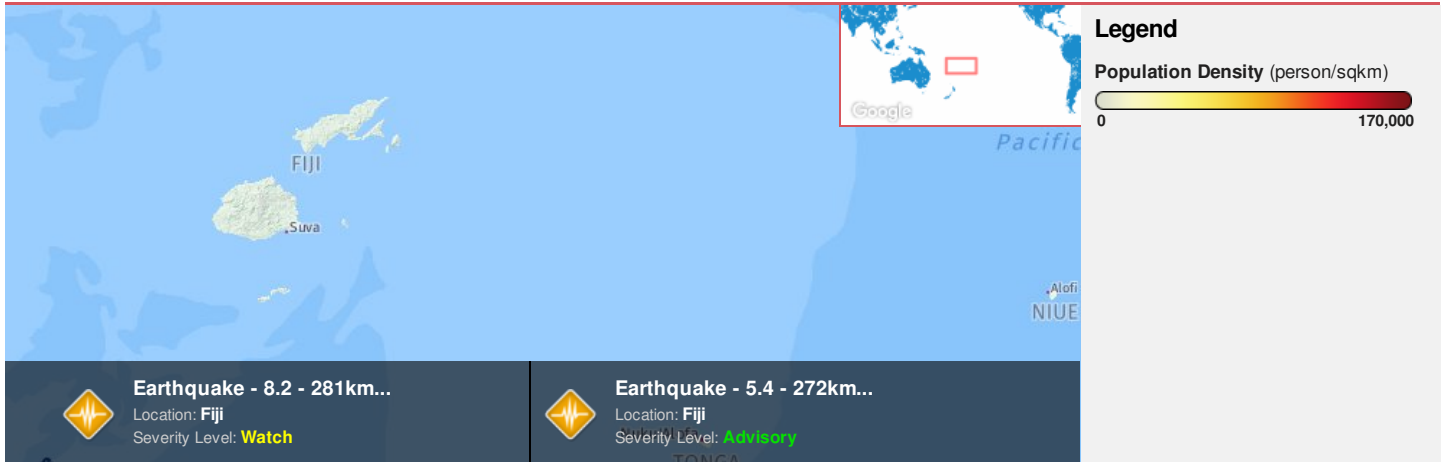 Google
Pacific
FIJI
Suva
Alofi
NIUE
Legend
Population Density (person/sqkm)
0 170,000
Earthquake - 8.2 - 281km...
Location: Fiji
Severity Level: Watch
Earthquake - 5.4 - 272km...
Location: Fiji
Severity Level: Advisory
TONGA